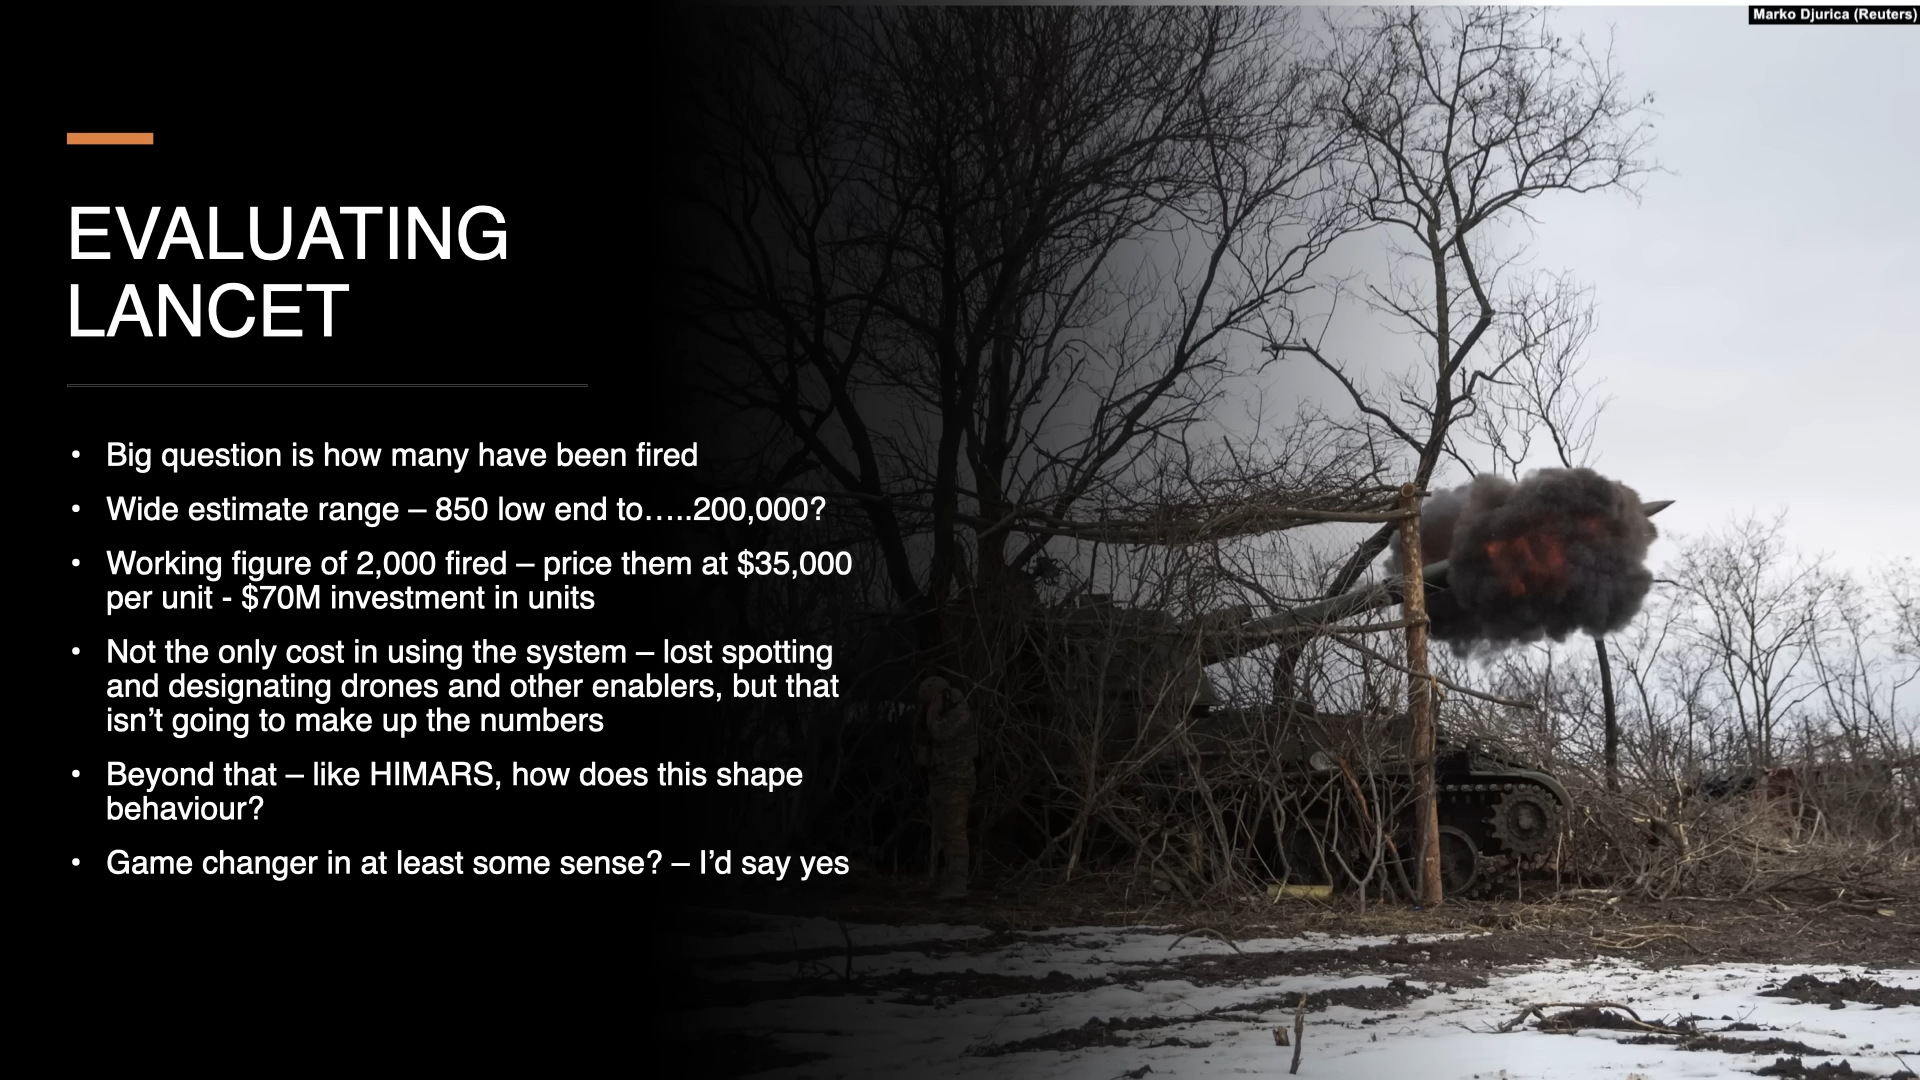 Marko Djurica (Reuters)
EVALUATING
LANCET
• Big question is how many have been fired
• Wide estimate range – 850 low end to…..200,000?
• Working figure of 2,000 fired – price them at $35,000
per unit - $70M investment in units
• Not the only cost in using the system – lost spotting
and designating drones and other enablers, but that
isn’t going to make up the numbers
• Beyond that – like HIMARS, how does this shape
behaviour?
• Game changer in at least some sense? – I’d say yes